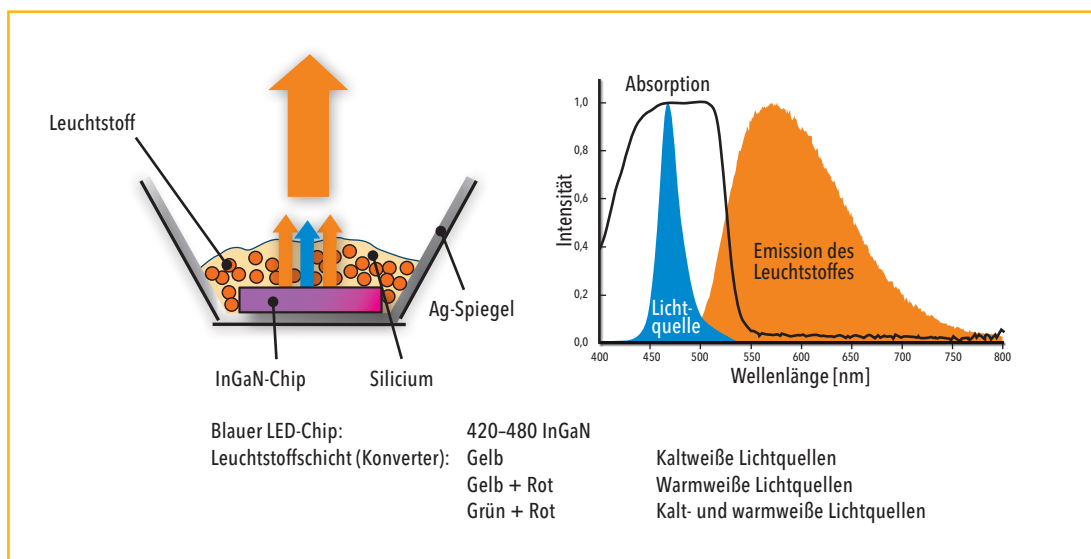 Leuchtstoff
Ag-Spiegel
InGaN-Chip
Silicium
Absorption
Intensität
1,0
0,8
0,6
0,4
0,2
0,0
Licht-
quelle
Emission des
Leuchtstoffes
400 450 500 550 600 650 700 750 800
Wellenlänge [nm]
Blauer LED-Chip: 420–480 InGaN
Leuchtstoffschicht (Konverter): Gelb Kaltweiße Lichtquellen
Gelb + Rot Warmweiße Lichtquellen
Grün + Rot Kalt- und warmweiße Lichtquellen